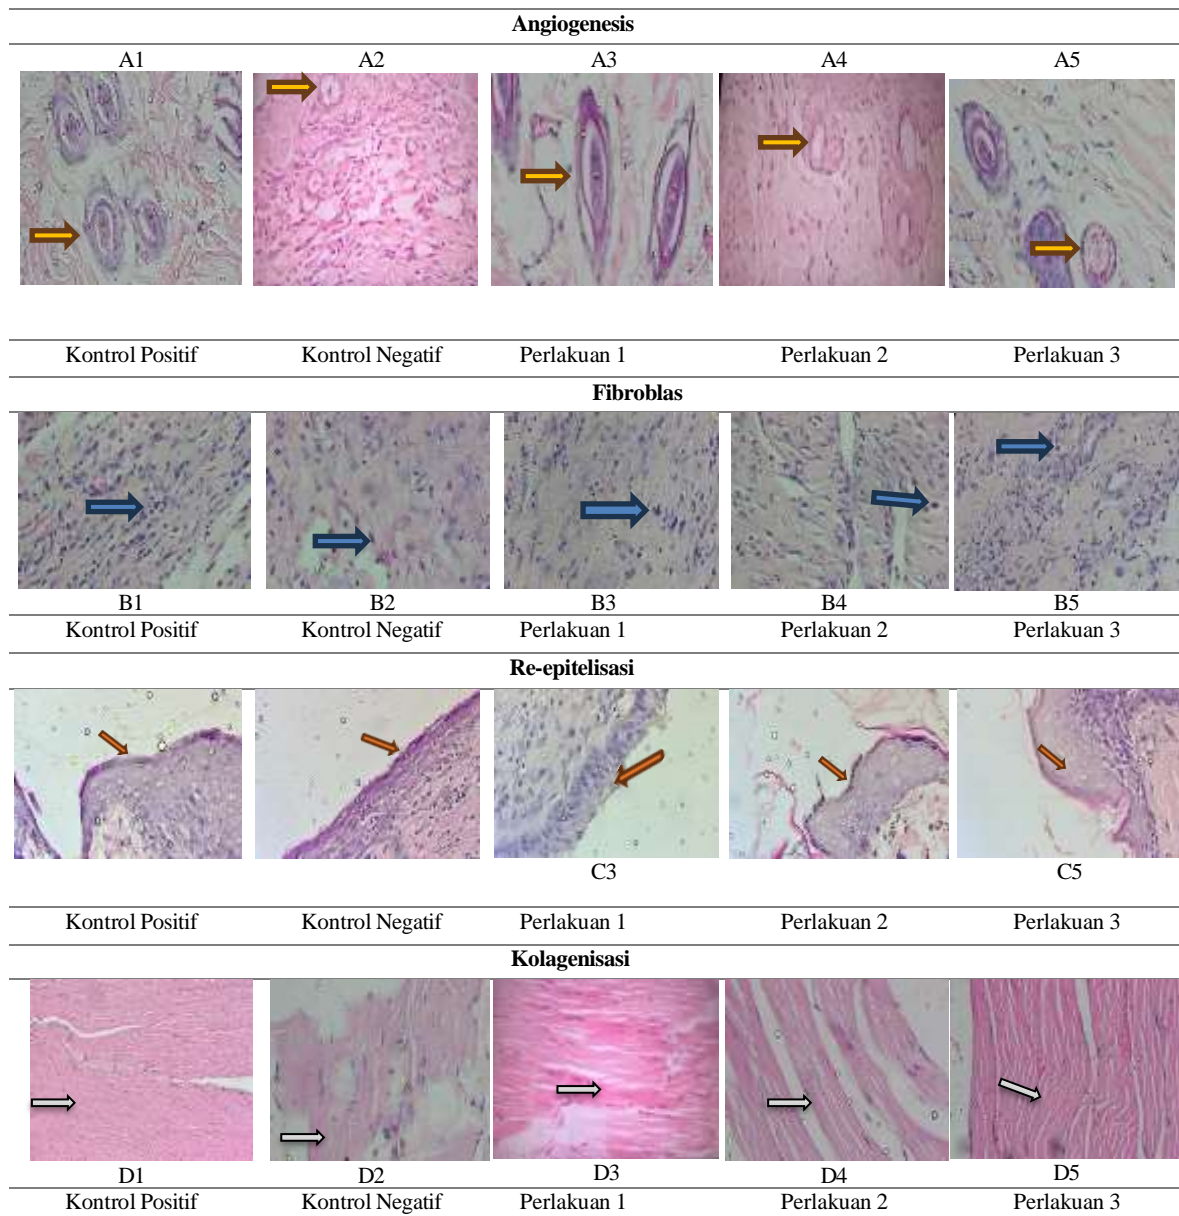 Angiogenesis
A1 A2 A3 A4 A5
Kontrol Positif Kontrol Negatif Perlakuan 1 Perlakuan 2 Perlakuan 3
Fibroblas
B1 B2 B3 B4 B5
Kontrol Positif Kontrol Negatif Perlakuan 1 Perlakuan 2 Perlakuan 3
Re-epitelisasi
C3 C5
Kontrol Positif Kontrol Negatif Perlakuan 1 Perlakuan 2 Perlakuan 3
Kolagenisasi
D1 D2 D3 D4 D5
Kontrol Positif Kontrol Negatif Perlakuan 1 Perlakuan 2 Perlakuan 3